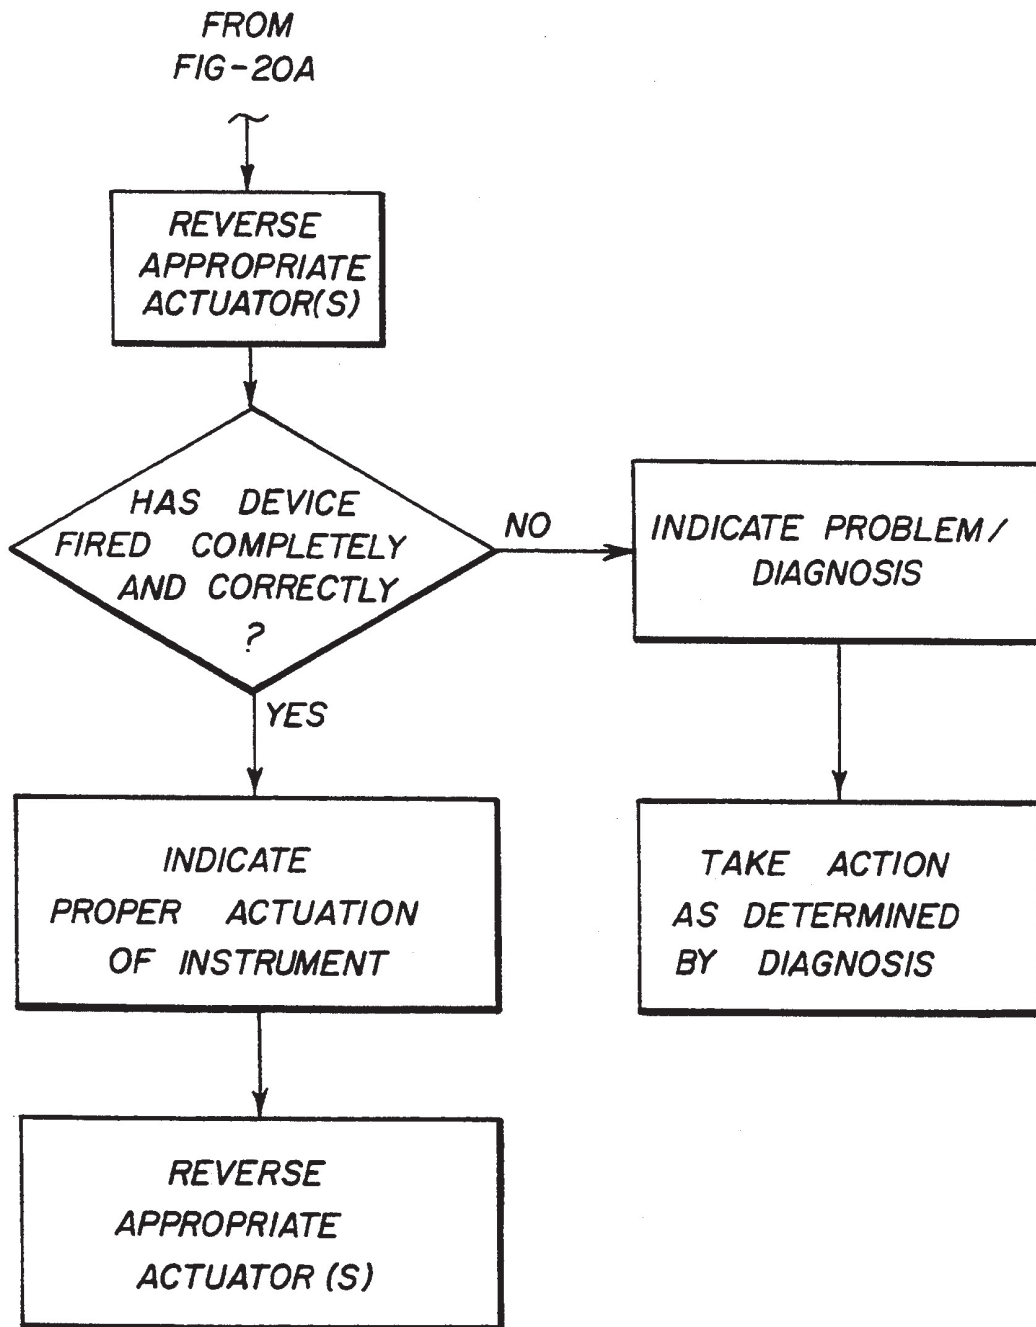 FROM
FIG-20A
REVERSE
APPROPRIATE
ACTUATOR(S)
HAS DEVICE
FIRED COMPLETELY
AND CORRECTLY
?
NO
INDICATE PROBLEM/
DIAGNOSIS
YES
INDICATE
PROPER ACTUATION
OF INSTRUMENT
TAKE ACTION
AS DETERMINED
BY DIAGNOSIS
REVERSE
APPROPRIATE
ACTUATOR (S)